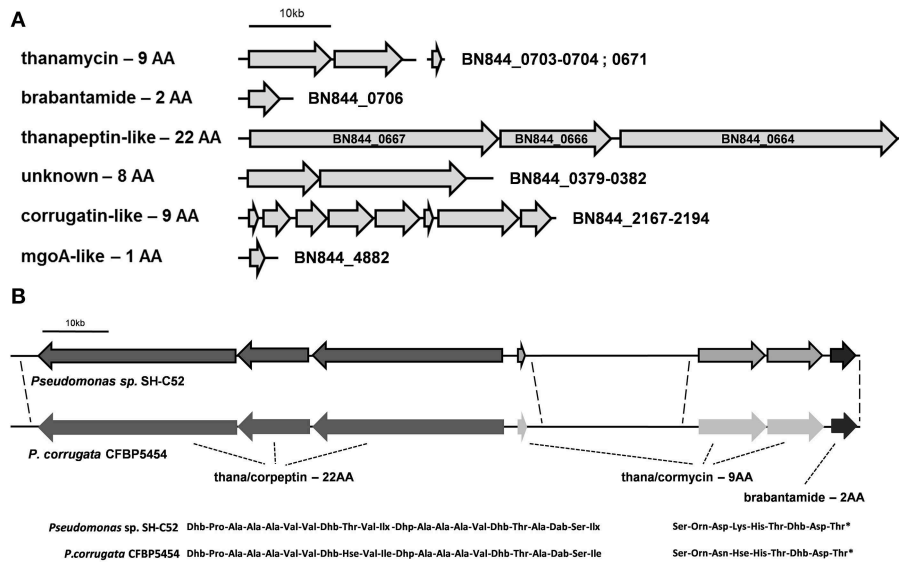 A
10kb
thanamycin – 9 AA
BN844_0703-0704 ; 0671
brabantamide – 2 AA
BN844_0706
thanapeptin-like – 22 AA
BN844_0667
BN844_0666
BN844_0664
unknown – 8 AA
BN844_0379-0382
corrugatin-like – 9 AA
BN844_2167-2194
mgoA-like – 1 AA
BN844_4882
B
10kb
Pseudomonas sp. SH-C52
P. corrugata CFBP5454
thana/corpeptin – 22AA
thana/cormycin – 9AA
brabantamide – 2AA
Pseudomonas sp. SH-C52 Dhb-Pro-Ala-Ala-Ala-Val-Val-Dhb-Thr-Val-Ilx-Dhp-Ala-Ala-Ala-Val-Dhb-Thr-Ala-Dab-Ser-Ilx Ser-Orn-Asp-Lys-His-Thr-Dhb-Asp-Thr*
P.corrugata CFBP5454 Dhb-Pro-Ala-Ala-Ala-Val-Val-Dhb-Hse-Val-Ile-Dhp-Ala-Ala-Ala-Val-Dhb-Thr-Ala-Dab-Ser-Ile Ser-Orn-Asn-Hse-His-Thr-Dhb-Asp-Thr*